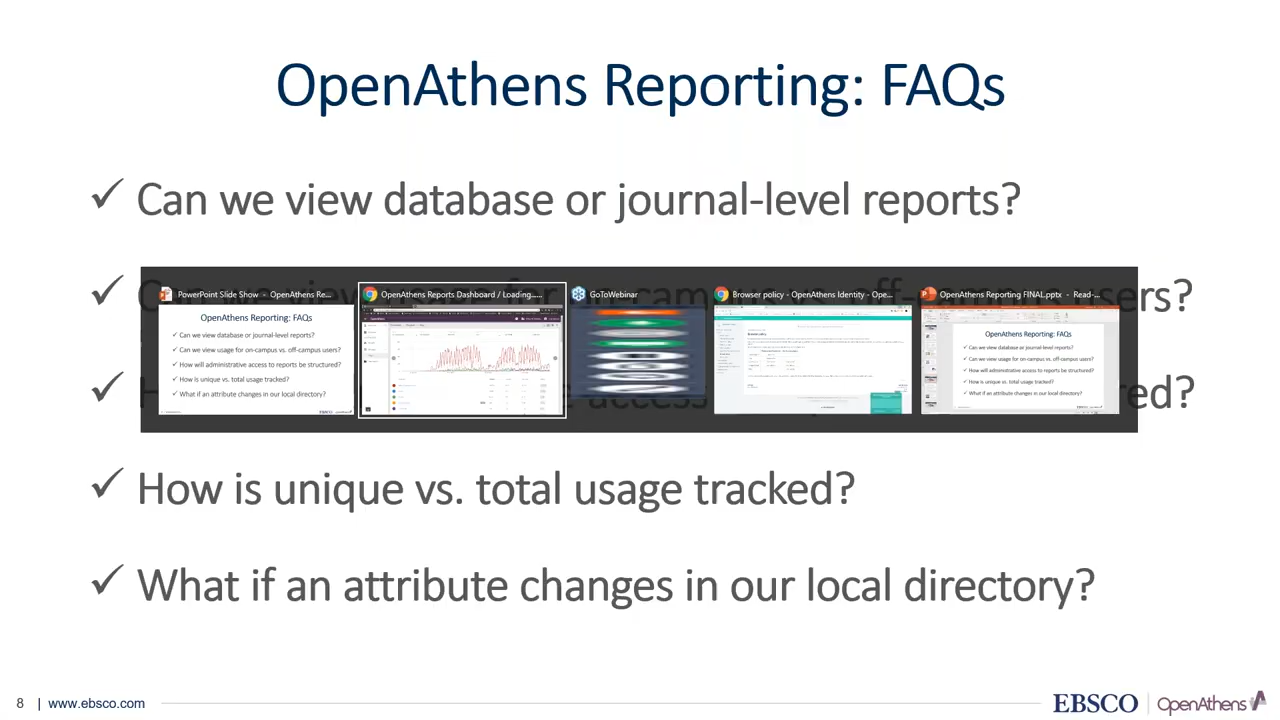 OpenAthens Reporting: FAQs
✓ Can we view database or journal-level reports?
PowerPoint Slide Show - OpenAthens Re...
OpenAthens Reports Dashboard / Loading......
GoToWebinar
Browser policy - OpenAthens Identity - Ope...
OpenAthens Reporting FINAL.pptx - Read-...
OpenAthens Reporting: FAQs
✓ Can we view database or journal-level reports?
✓ Can we view usage for on-campus vs. off-campus users?
✓ How will administrative access to reports be structured?
✓ How is unique vs. total usage tracked?
✓ What if an attribute changes in our local directory?
OpenAthens Reporting: FAQs
✓ Can we view database or journal-level reports?
✓ Can we view usage for on-campus vs. off-campus users?
✓ How will administrative access to reports be structured?
✓ How is unique vs. total usage tracked?
✓ What if an attribute changes in our local directory?
✓ How is unique vs. total usage tracked?
✓ What if an attribute changes in our local directory?
8 | www.ebsco.com
EBSCO | OpenAthens